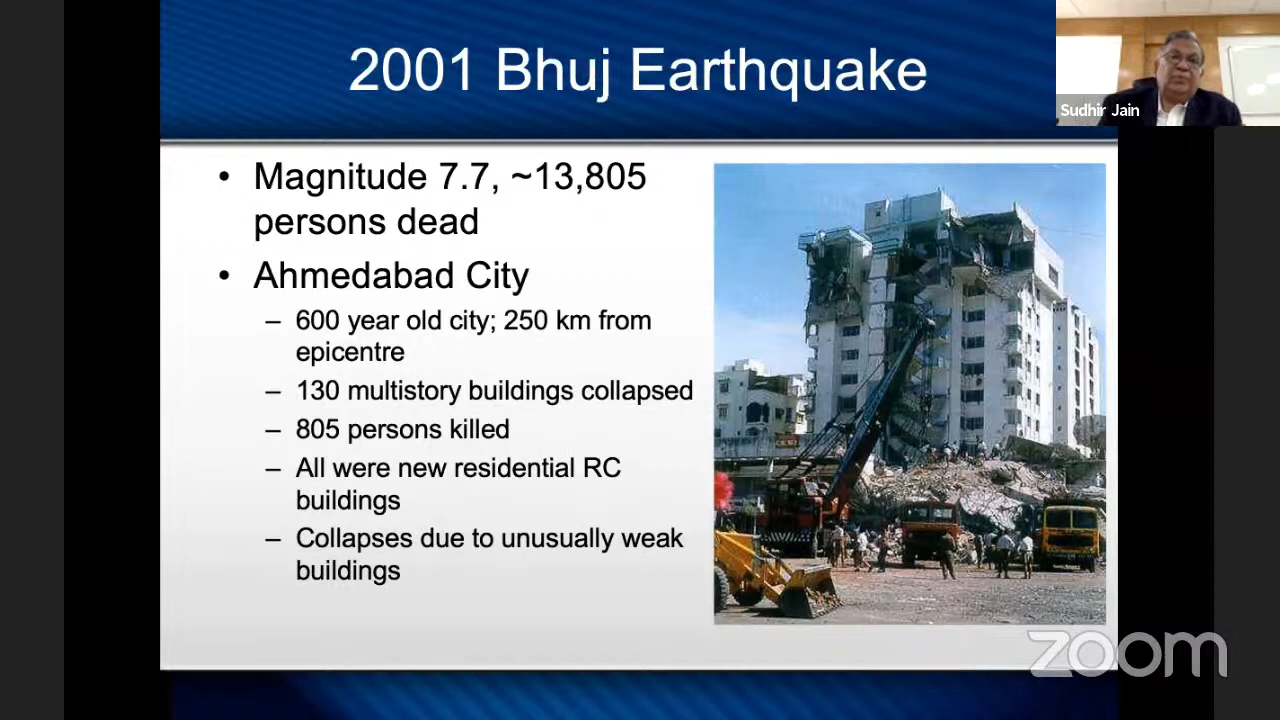 2001 Bhuj Earthquake
Sudhir Jain
• Magnitude 7.7, ~13,805
persons dead
• Ahmedabad City
– 600 year old city; 250 km from
epicentre
– 130 multistory buildings collapsed
– 805 persons killed
– All were new residential RC
buildings
– Collapses due to unusually weak
buildings
zoom